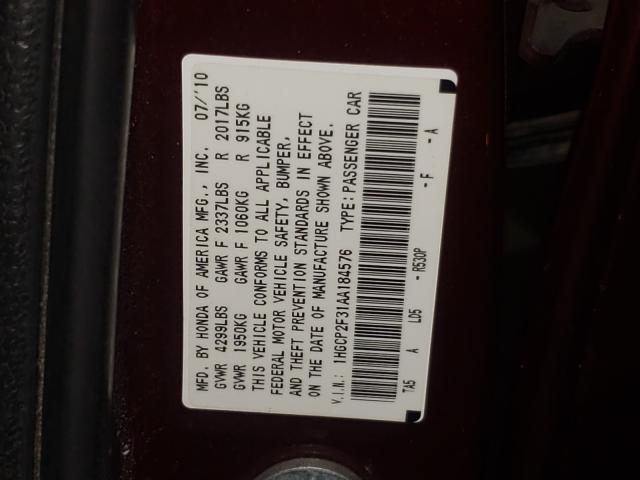 MFD. BY HONDA OF AMERICA MFG., INC. 07/'10
GVWR 4299LBS GAWR F 2337LBS R 2017LBS
GVWR 1950KG GAWR F 1060KG R 915KG
THIS VEHICLE CONFORMS TO ALL APPLICABLE
FEDERAL MOTOR VEHICLE SAFETY, BUMPER,
AND THEFT PREVENTION STANDARDS IN EFFECT
ON THE DATE OF MANUFACTURE SHOWN ABOVE.
V.I.N.: 1HGCP2F31AA184576 TYPE:PASSENGER CAR
TA5 A LD5 - R530P - F - A